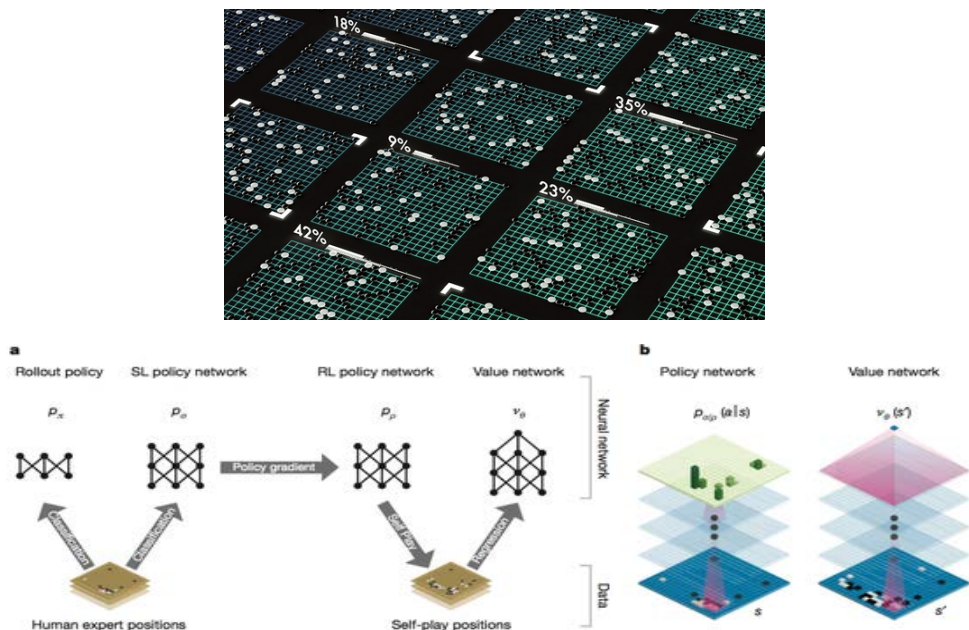 18%
35%
9%
23%
42%
a
Rollout policy SL policy network RL policy network Value network
pπ pσ pρ νθ
Policy gradient
Classification Classification Self Play Regression
Neural network
Data
Human expert positions Self-play positions
b
Policy network Value network
pσ/ρ (a‖s) νθ (s′)
s s′